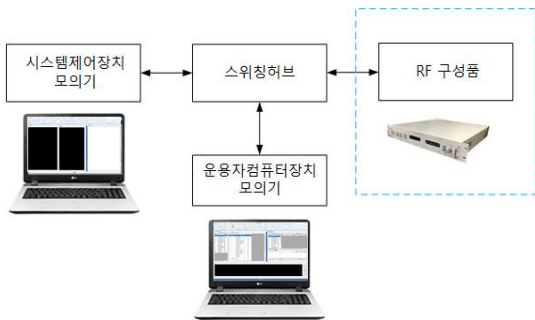 시스템제어장치
모의기
스위칭허브
RF 구성품
운용자컴퓨터장치
모의기